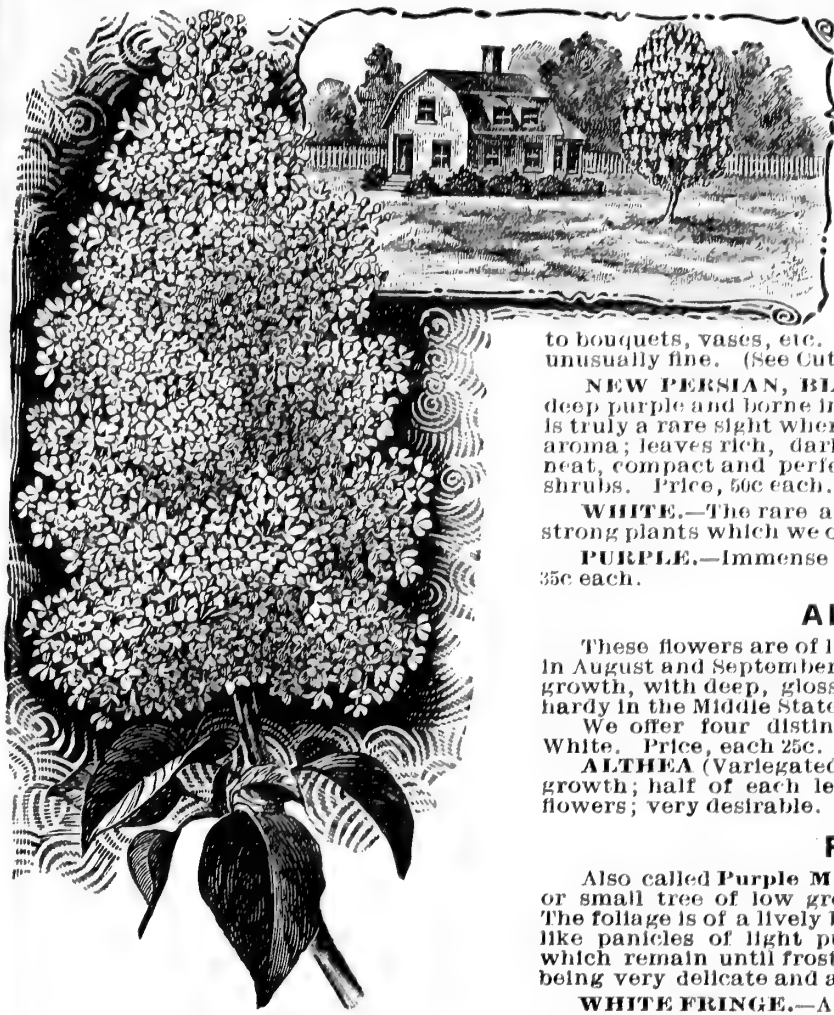 to bouquets, vases, etc.
unusually fine. (See Cut
NEW PERSIAN, BL
deep purple and borne in
is truly a rare sight when
aroma; leaves rich, dark
neat, compact and perfe
shrubs. Price, 50c each.
WHITE.—The rare a
strong plants which we o
PURPLE.—Immense
35c each.
Al
These flowers are of l
in August and September
growth, with deep, gloss
hardy in the Middle State
We offer four distin
White. Price, each 25c.
ALTHEA (Variegated
growth; half of each le
flowers; very desirable.
Also called Purple M
or small tree of low gro
The foliage is of a lively
like panicles of light pu
which remain until frost
being very delicate and a
WHITE FRINGE.—A